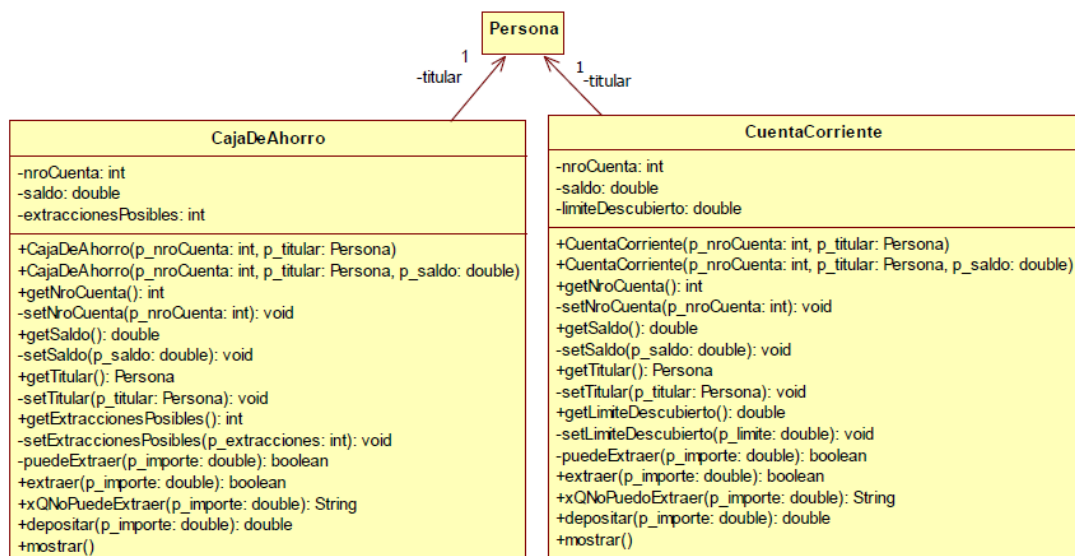 Persona
1
-titular
1
-titular
CajaDeAhorro
-nroCuenta: int
-saldo: double
-extraccionesPosibles: int
+CajaDeAhorro(p_nroCuenta: int, p_titular: Persona)
+CajaDeAhorro(p_nroCuenta: int, p_titular: Persona, p_saldo: double)
+getNroCuenta(): int
-setNroCuenta(p_nroCuenta: int): void
+getSaldo(): double
-setSaldo(p_saldo: double): void
+getTitular(): Persona
-setTitular(p_titular: Persona): void
+getExtraccionesPosibles(): int
-setExtraccionesPosibles(p_extracciones: int): void
-puedeExtraer(p_importe: double): boolean
+extraer(p_importe: double): boolean
+xQNoPuedeExtraer(p_importe: double): String
+depositar(p_importe: double): double
+mostrar()
CuentaCorriente
-nroCuenta: int
-saldo: double
-limiteDescubierto: double
+CuentaCorriente(p_nroCuenta: int, p_titular: Persona)
+CuentaCorriente(p_nroCuenta: int, p_titular: Persona, p_saldo: double)
+getNroCuenta(): int
-setNroCuenta(p_nroCuenta: int): void
+getSaldo(): double
-setSaldo(p_saldo: double): void
+getTitular(): Persona
-setTitular(p_titular: Persona): void
+getLimiteDescubierto(): double
-setLimiteDescubierto(p_limite: double): void
-puedeExtraer(p_importe: double): boolean
+extraer(p_importe: double): boolean
+xQNoPuedoExtraer(p_importe: double): String
+depositar(p_importe: double): double
+mostrar()